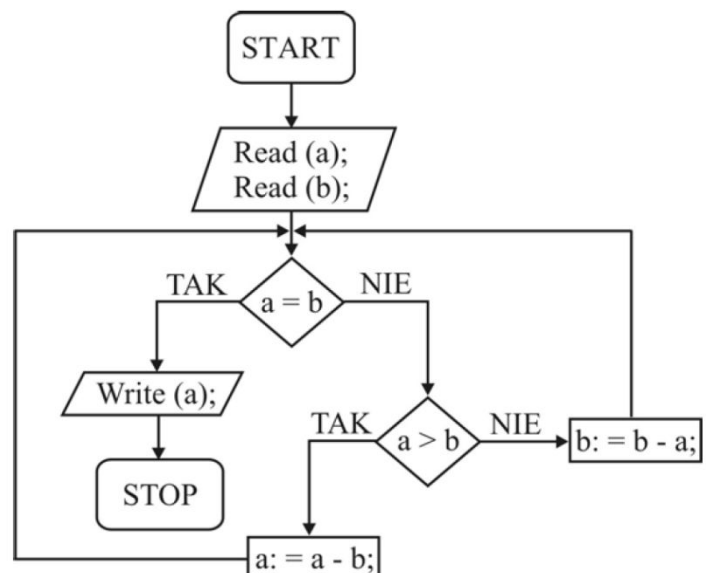 START
Read (a);
Read (b);
TAK
a = b
NIE
Write (a);
TAK
a > b
NIE
b: = b - a;
STOP
a: = a - b;